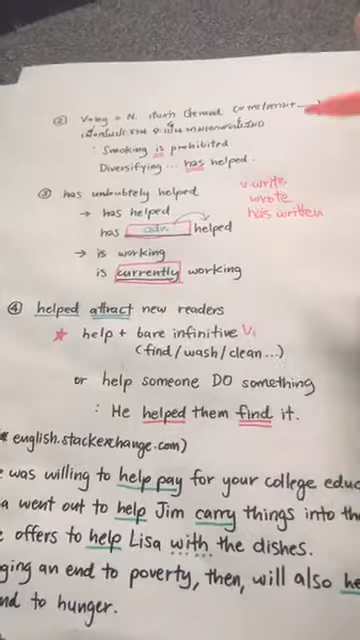 ② Ving = N. Gerund
: Smoking is prohibited
Diversifying ... has helped.
③ has undoubtely helped
→ has helped
has adv. helped
→ is working
is currently working
v. write
wrote
has written
④ helped attract new readers
☆ help + bare infinitive V1
(find/wash/clean...)
or help someone DO something
: He helped them find it.
* english.stackexchange.com)
was willing to help pay for your college educ
a went out to help Jim carry things into th
offers to help Lisa with the dishes.
ging an end to poverty, then, will also he
nd to hunger.